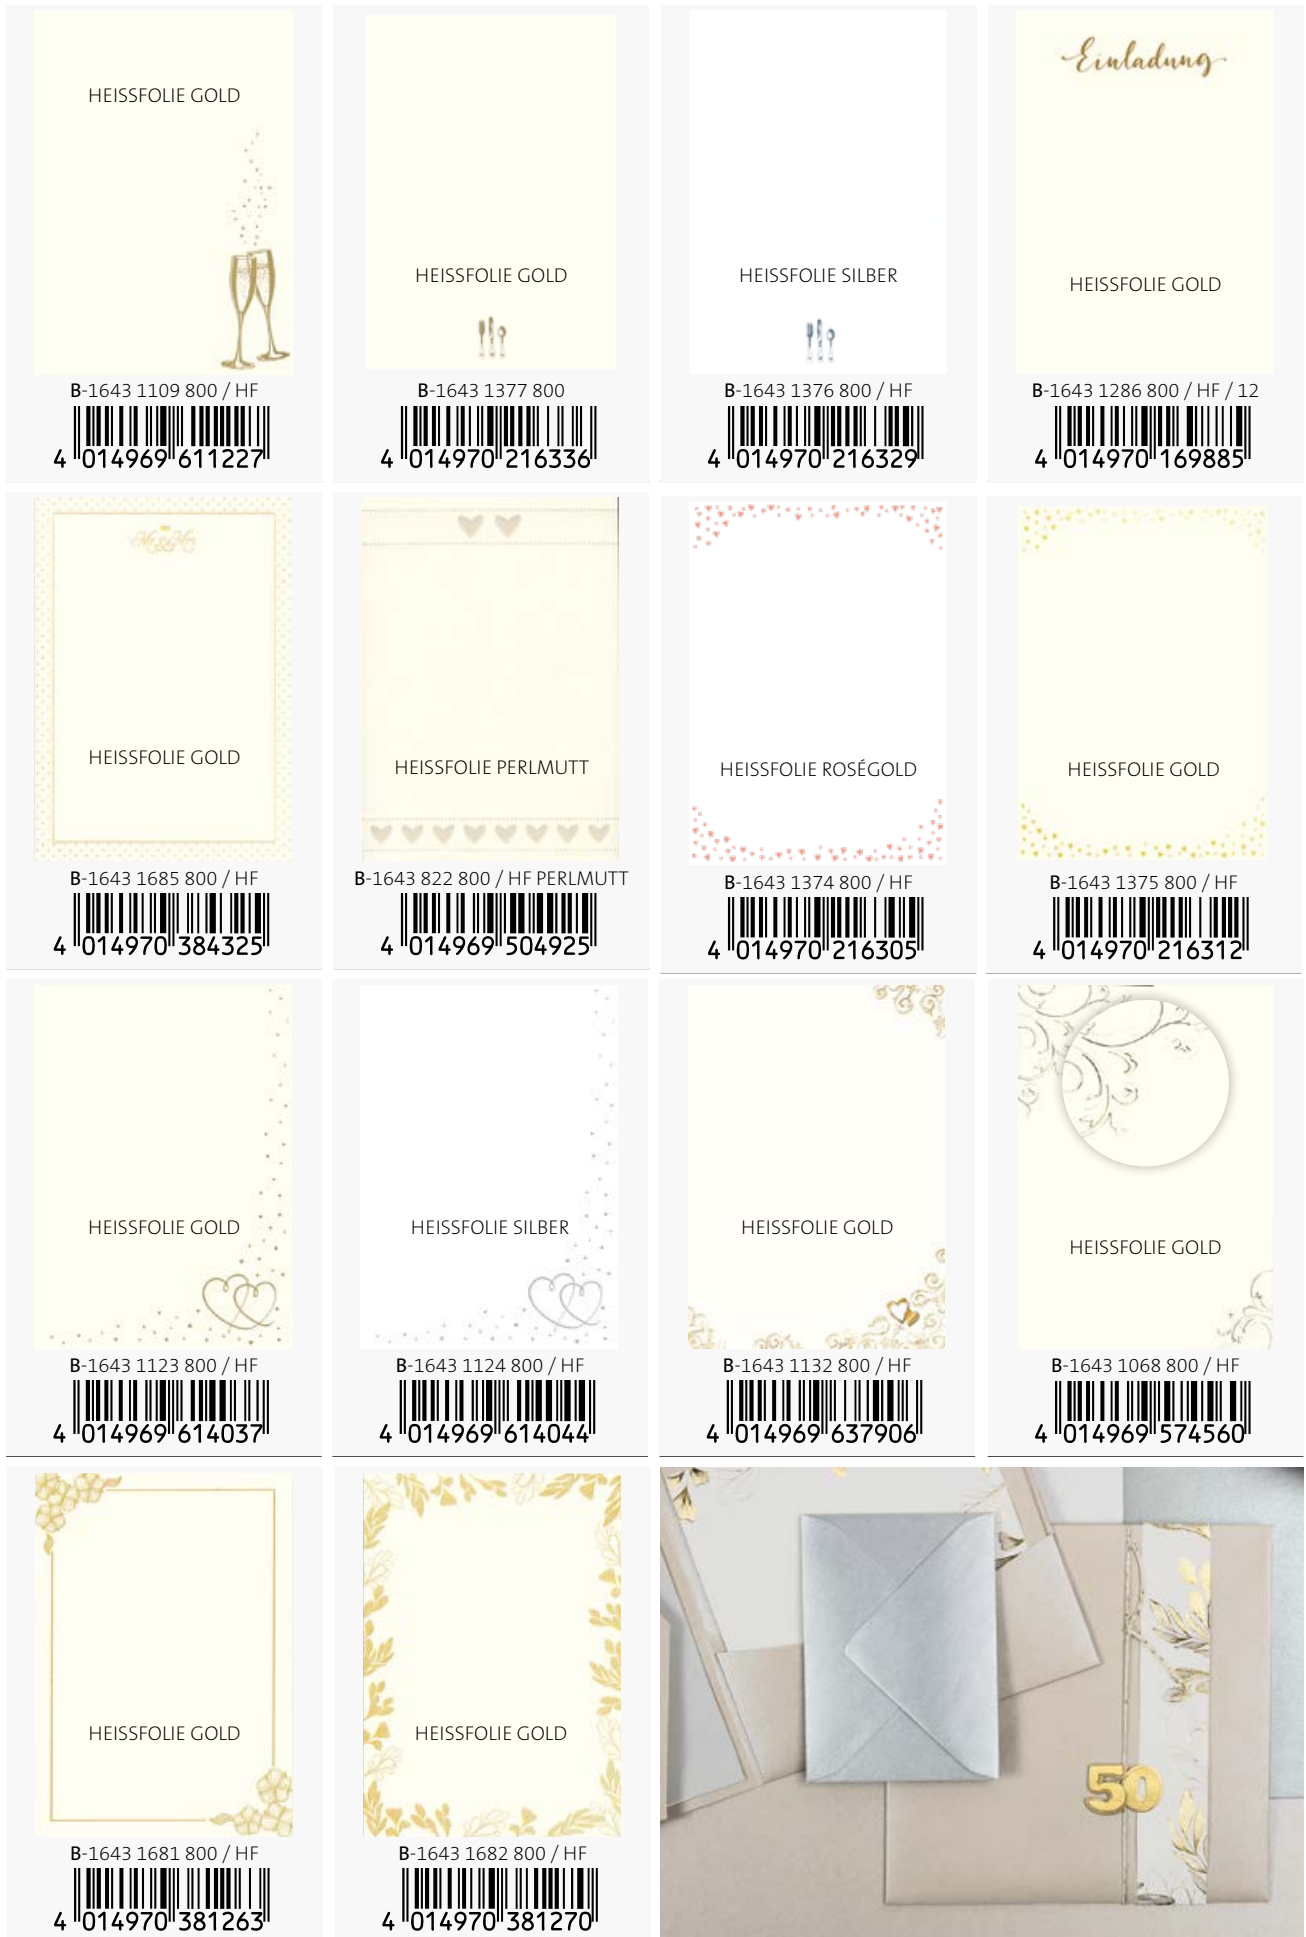 HEISSFOLIE GOLD
B-1643 1109 800 / HF
4 014969 611227
HEISSFOLIE GOLD
B-1643 1377 800
4 014970 216336
HEISSFOLIE SILBER
B-1643 1376 800 / HF
4 014970 216329
Einladung
HEISSFOLIE GOLD
B-1643 1286 800 / HF / 12
4 014970 169885
Mr & Mrs
HEISSFOLIE GOLD
B-1643 1685 800 / HF
4 014970 384325
HEISSFOLIE PERLMUTT
B-1643 822 800 / HF PERLMUTT
4 014969 504925
HEISSFOLIE ROSÉGOLD
B-1643 1374 800 / HF
4 014970 216305
HEISSFOLIE GOLD
B-1643 1375 800 / HF
4 014970 216312
HEISSFOLIE GOLD
B-1643 1123 800 / HF
4 014969 614037
HEISSFOLIE SILBER
B-1643 1124 800 / HF
4 014969 614044
HEISSFOLIE GOLD
B-1643 1132 800 / HF
4 014969 637906
HEISSFOLIE GOLD
B-1643 1068 800 / HF
4 014969 574560
HEISSFOLIE GOLD
B-1643 1681 800 / HF
4 014970 381263
HEISSFOLIE GOLD
B-1643 1682 800 / HF
4 014970 381270
50